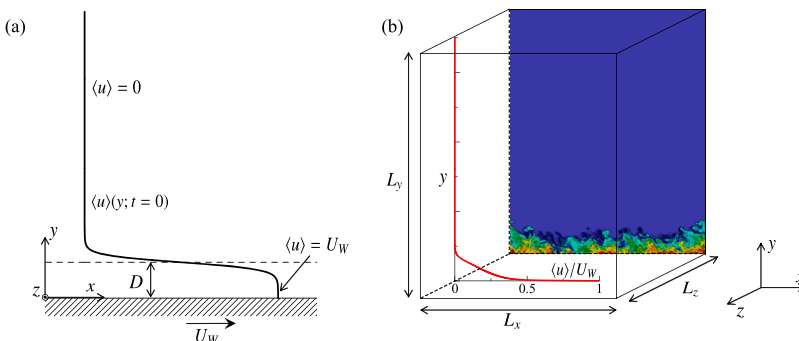 (a)
⟨u⟩ = 0
⟨u⟩(y; t = 0)
y
⟨u⟩ = U_W
D
z
x
U_W
(b)
L_y
y
⟨u⟩/U_W
0
0.5
1
L_z
L_x
y
z